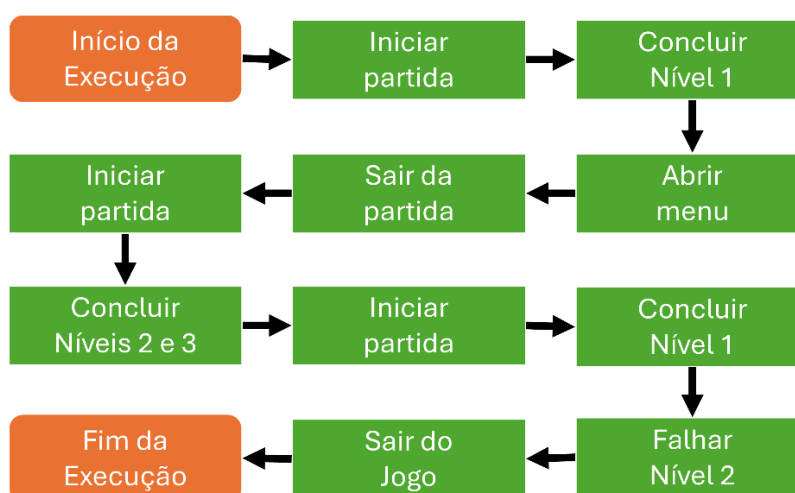 Início da
Execução
Iniciar
partida
Concluir
Nível 1
Iniciar
partida
Sair da
partida
Abrir
menu
Concluir
Níveis 2 e 3
Iniciar
partida
Concluir
Nível 1
Fim da
Execução
Sair do
Jogo
Falhar
Nível 2